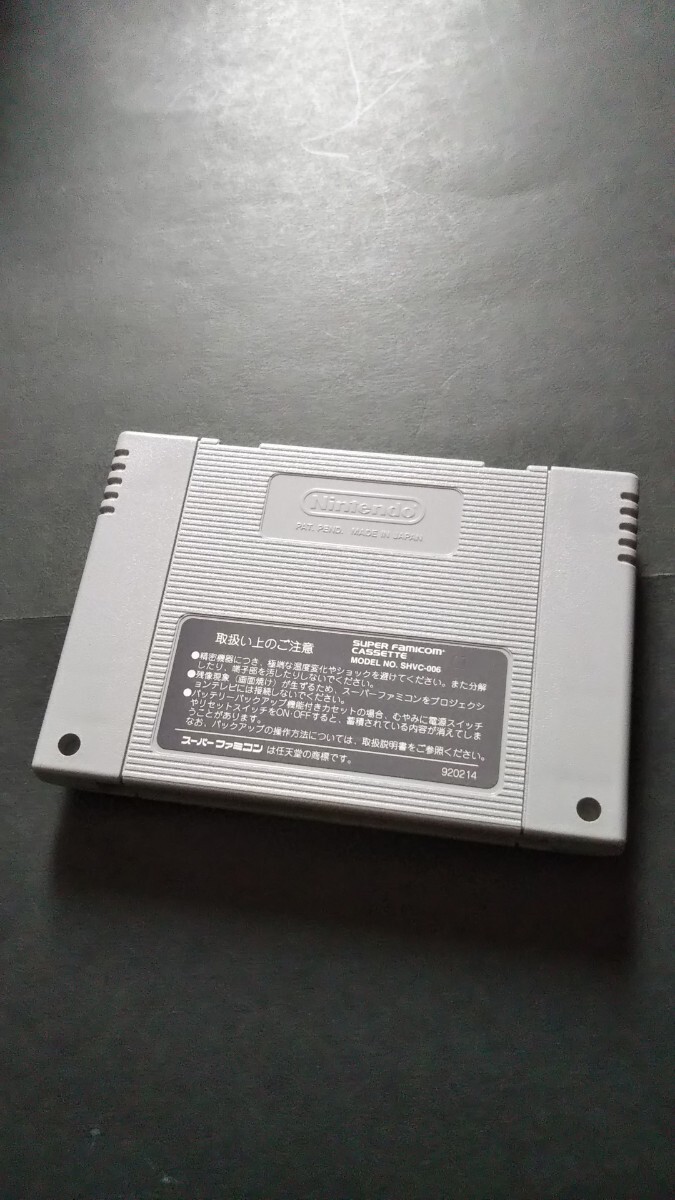 Nintendo
PAT. PEND. MADE IN JAPAN
取扱い上のご注意
SUPER FAMICOM
CASSETTE
MODEL NO. SHVC-006
●精密機器につき、極端な温度変化やショックを避けてください。また分解
したり、端子部を汚したりしないでください。
●残像現象（画面焼け）が生ずるため、スーパーファミコンをプロジェクシ
ョンテレビには接続しないでください。
●バッテリーバックアップ機能付きカセットの場合、むやみに電源スイッチ
やリセットスイッチをON・OFFすると、蓄積されている内容が消えてしま
うことがあります。
なお、バックアップの操作方法については、取扱説明書をご参照ください。
スーパーファミコンは任天堂の商標です。
920214